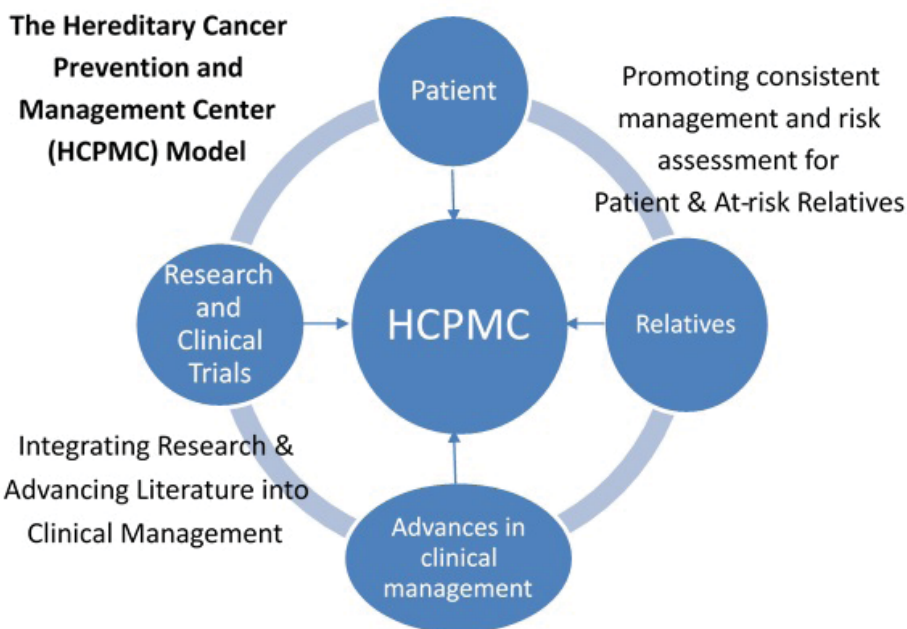 The Hereditary Cancer
Prevention and
Management Center
(HCPMC) Model
Patient
Promoting consistent
management and risk
assessment for
Patient & At-risk Relatives
Research
and
Clinical
Trials
HCPMC
Relatives
Integrating Research &
Advancing Literature into
Clinical Management
Advances in
clinical
management